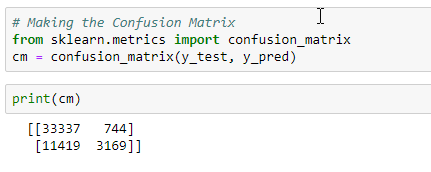 # Making the Confusion Matrix
from sklearn.metrics import confusion_matrix
cm = confusion_matrix(y_test, y_pred)
print(cm)
[[33337   744]
 [11419  3169]]